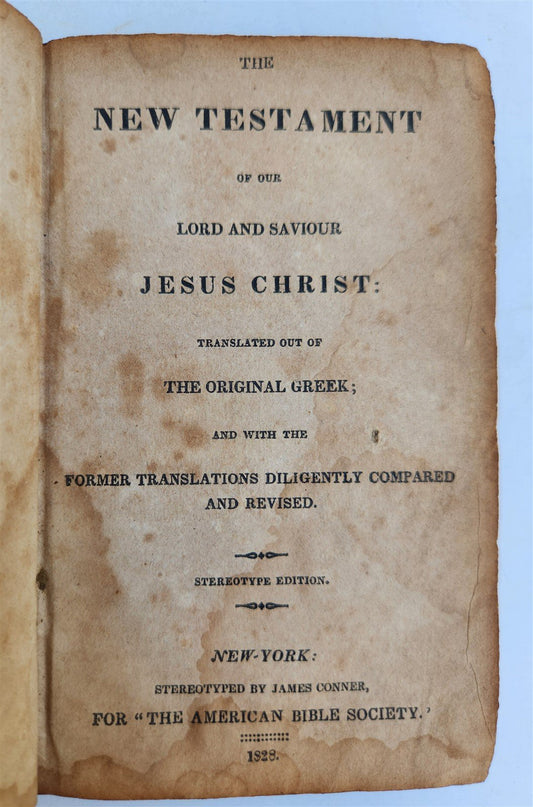 THE
NEW TESTAMENT
OF OUR
LORD AND SAVIOUR
JESUS CHRIST:
TRANSLATED OUT OF
THE ORIGINAL GREEK;
AND WITH THE
FORMER TRANSLATIONS DILIGENTLY COMPARED
AND REVISED.
STEREOTYPE EDITION.
NEW-YORK:
STEREOTYPED BY JAMES CONNER,
FOR "THE AMERICAN BIBLE SOCIETY.'
1828.